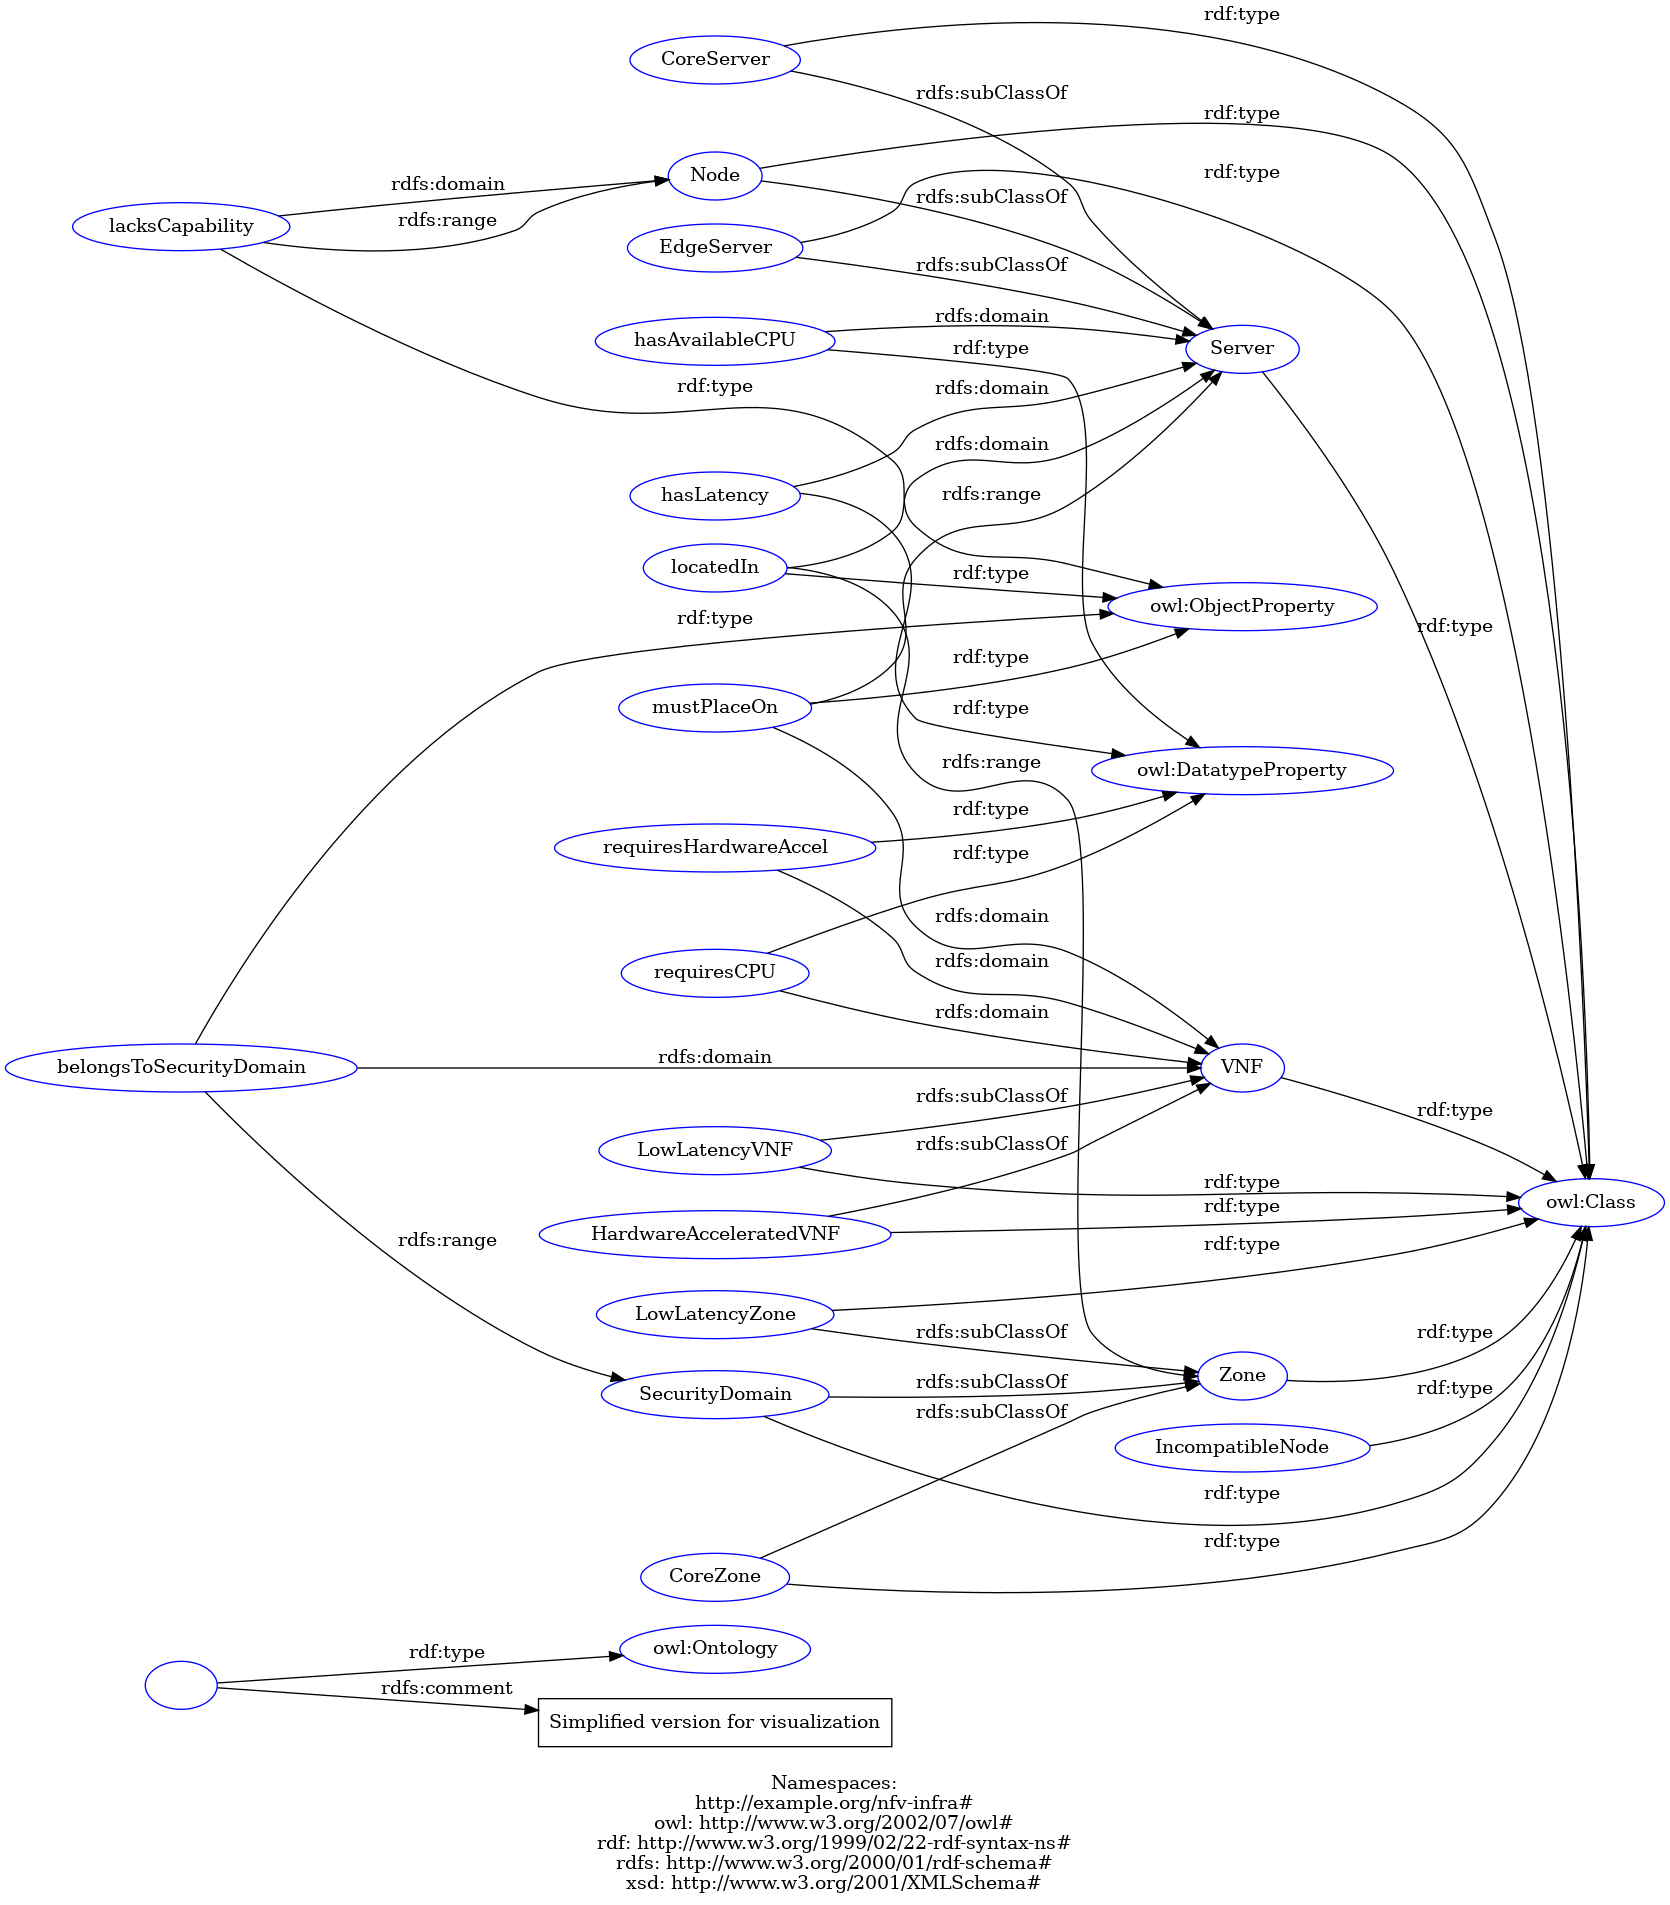 rdf:type
CoreServer
rdfs:subClassOf
rdf:type
Node
rdf:type
lacksCapability
rdfs:domain
rdfs:range
rdfs:subClassOf
EdgeServer
rdfs:subClassOf
hasAvailableCPU
rdfs:domain
rdf:type
Server
rdf:type
rdfs:domain
rdfs:domain
hasLatency
rdfs:range
locatedIn
rdf:type
owl:ObjectProperty
rdf:type
rdf:type
rdf:type
mustPlaceOn
rdf:type
rdfs:range
owl:DatatypeProperty
rdf:type
requiresHardwareAccel
rdf:type
rdfs:domain
rdfs:domain
requiresCPU
rdfs:domain
belongsToSecurityDomain
rdfs:domain
VNF
rdfs:subClassOf
rdf:type
LowLatencyVNF
rdfs:subClassOf
rdf:type
owl:Class
HardwareAcceleratedVNF
rdf:type
rdfs:range
rdf:type
LowLatencyZone
rdfs:subClassOf
rdf:type
Zone
SecurityDomain
rdfs:subClassOf
rdf:type
rdfs:subClassOf
IncompatibleNode
rdf:type
rdf:type
CoreZone
rdf:type
owl:Ontology
rdfs:comment
Simplified version for visualization
Namespaces:
http://example.org/nfv-infra#
owl: http://www.w3.org/2002/07/owl#
rdf: http://www.w3.org/1999/02/22-rdf-syntax-ns#
rdfs: http://www.w3.org/2000/01/rdf-schema#
xsd: http://www.w3.org/2001/XMLSchema#